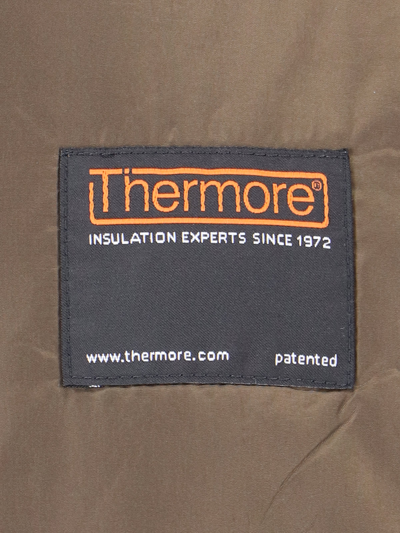 Thermore®
INSULATION EXPERTS SINCE 1972
www.thermore.com patented